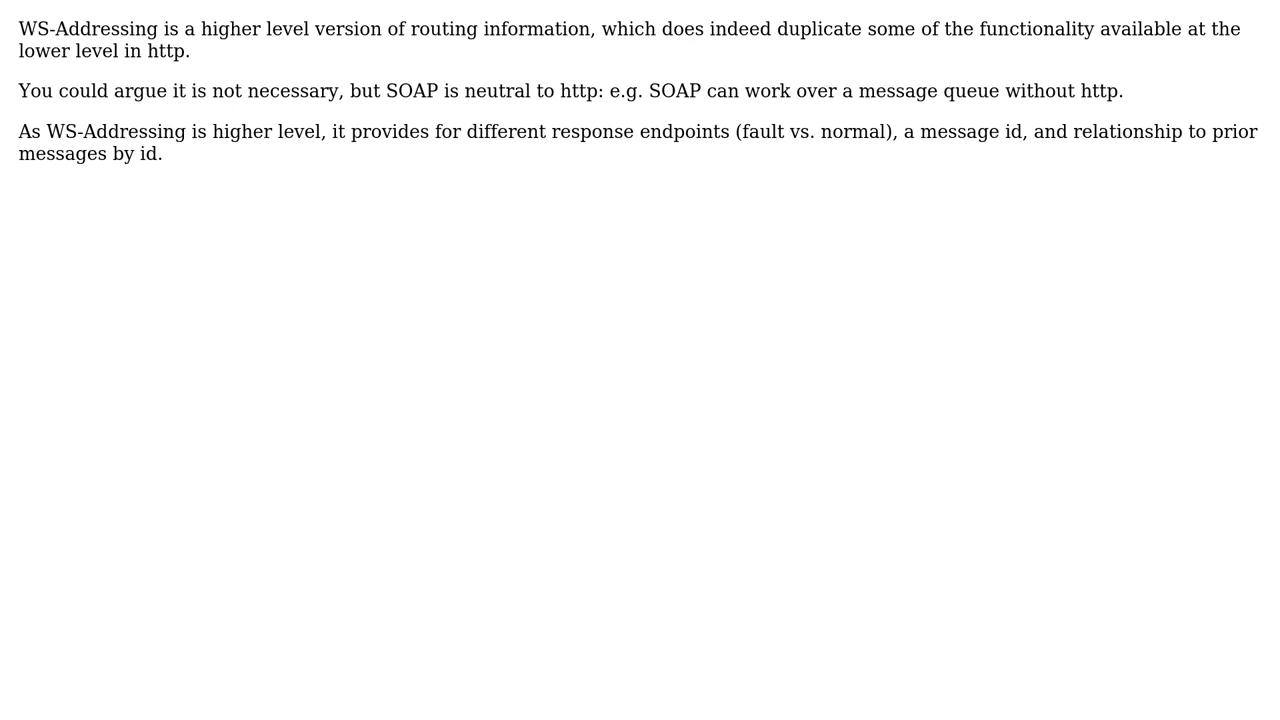 WS-Addressing is a higher level version of routing information, which does indeed duplicate some of the functionality available at the
lower level in http.
You could argue it is not necessary, but SOAP is neutral to http: e.g. SOAP can work over a message queue without http.
As WS-Addressing is higher level, it provides for different response endpoints (fault vs. normal), a message id, and relationship to prior
messages by id.